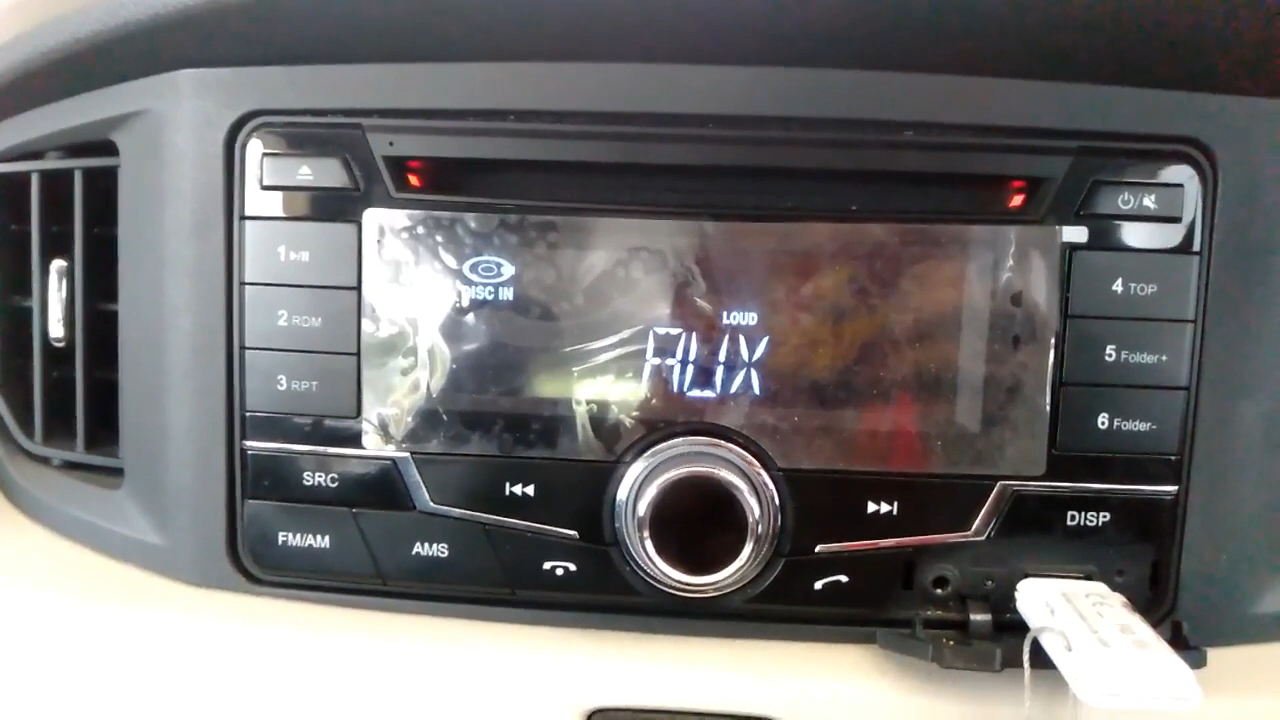 1
2 RDM
3 RPT
DISC IN
LOUD
AUX
4 TOP
5 Folder+
6 Folder-
SRC
FM/AM
AMS
DISP